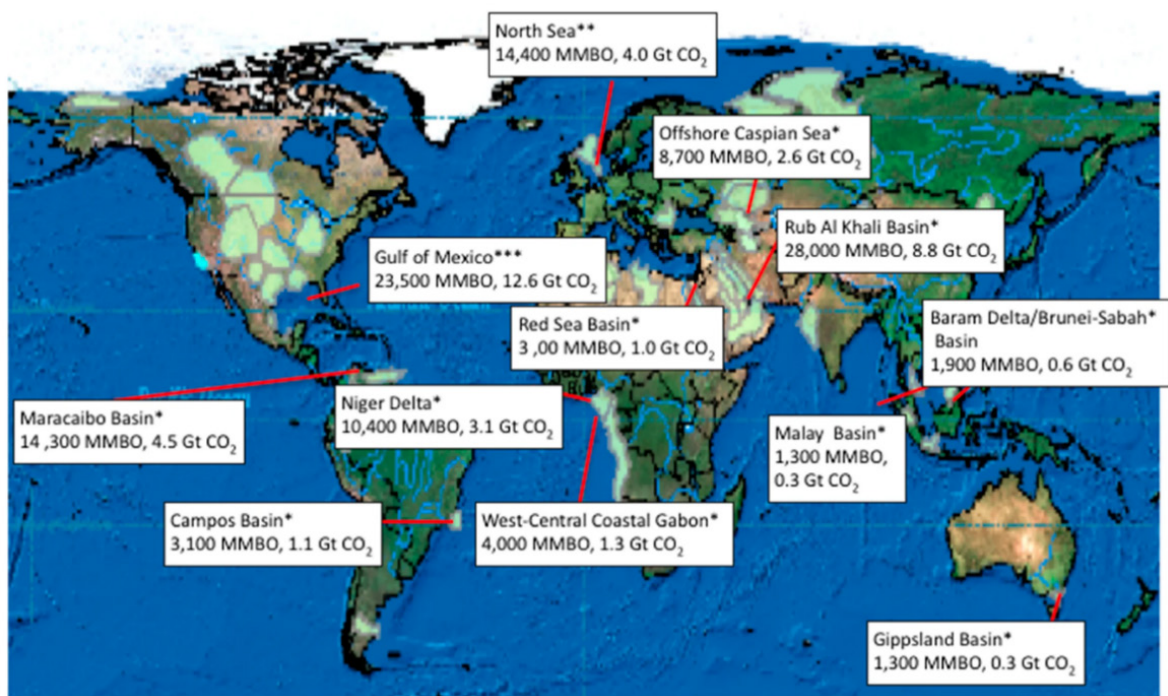 North Sea**
14,400 MMBO, 4.0 Gt CO₂
Offshore Caspian Sea*
8,700 MMBO, 2.6 Gt CO₂
Rub Al Khali Basin*
28,000 MMBO, 8.8 Gt CO₂
Gulf of Mexico***
23,500 MMBO, 12.6 Gt CO₂
Red Sea Basin*
3 ,00 MMBO, 1.0 Gt CO₂
Baram Delta/Brunei-Sabah*
Basin
1,900 MMBO, 0.6 Gt CO₂
Maracaibo Basin*
14 ,300 MMBO, 4.5 Gt CO₂
Niger Delta*
10,400 MMBO, 3.1 Gt CO₂
Malay Basin*
1,300 MMBO,
0.3 Gt CO₂
Campos Basin*
3,100 MMBO, 1.1 Gt CO₂
West-Central Coastal Gabon*
4,000 MMBO, 1.3 Gt CO₂
Gippsland Basin*
1,300 MMBO, 0.3 Gt CO₂